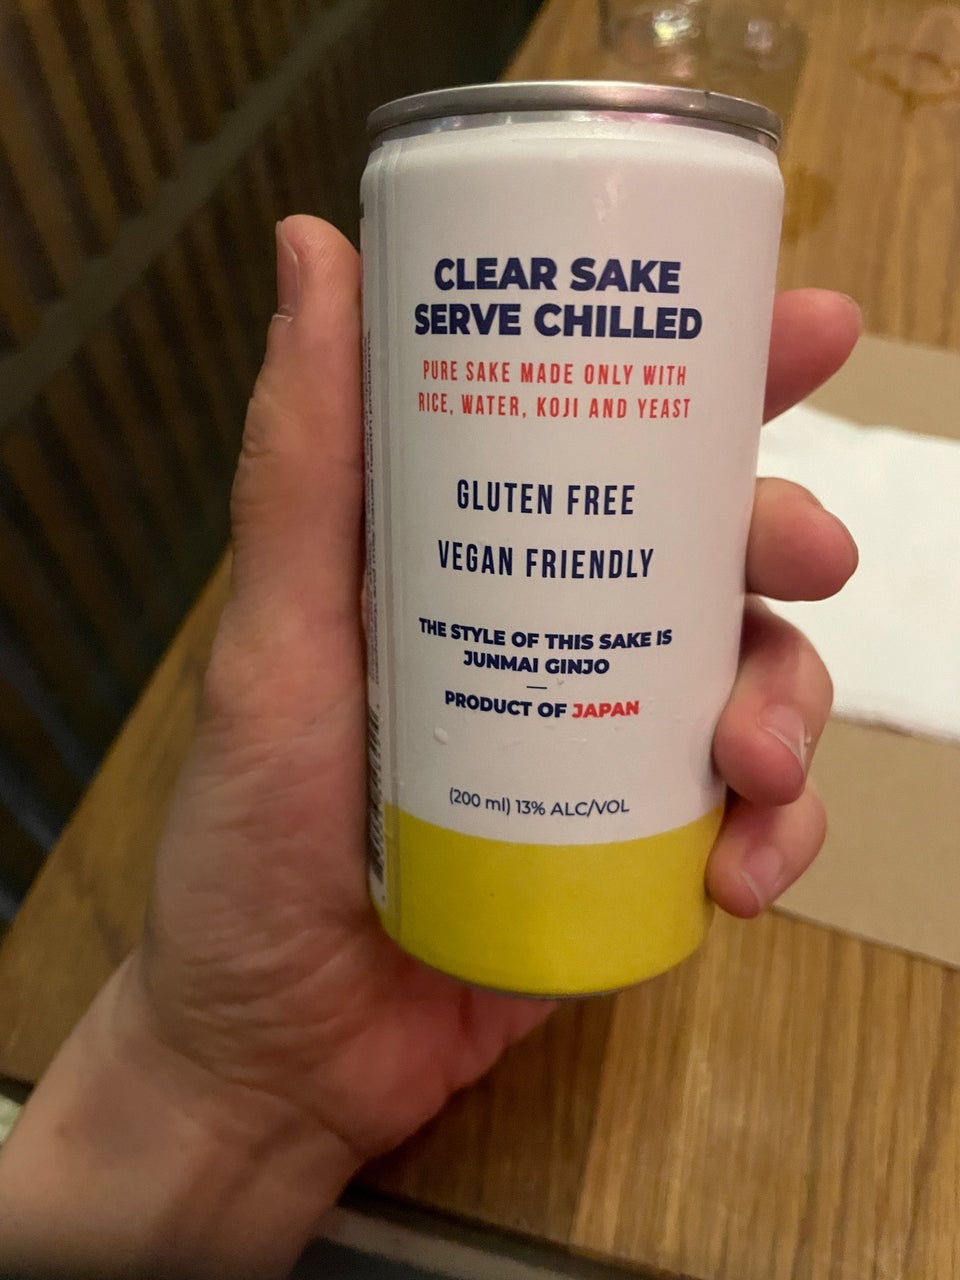 CLEAR SAKE
SERVE CHILLED
PURE SAKE MADE ONLY WITH
RICE, WATER, KOJI AND YEAST
GLUTEN FREE
VEGAN FRIENDLY
THE STYLE OF THIS SAKE IS
JUNMAI GINJO
PRODUCT OF JAPAN
(200 ml) 13% ALC/VOL